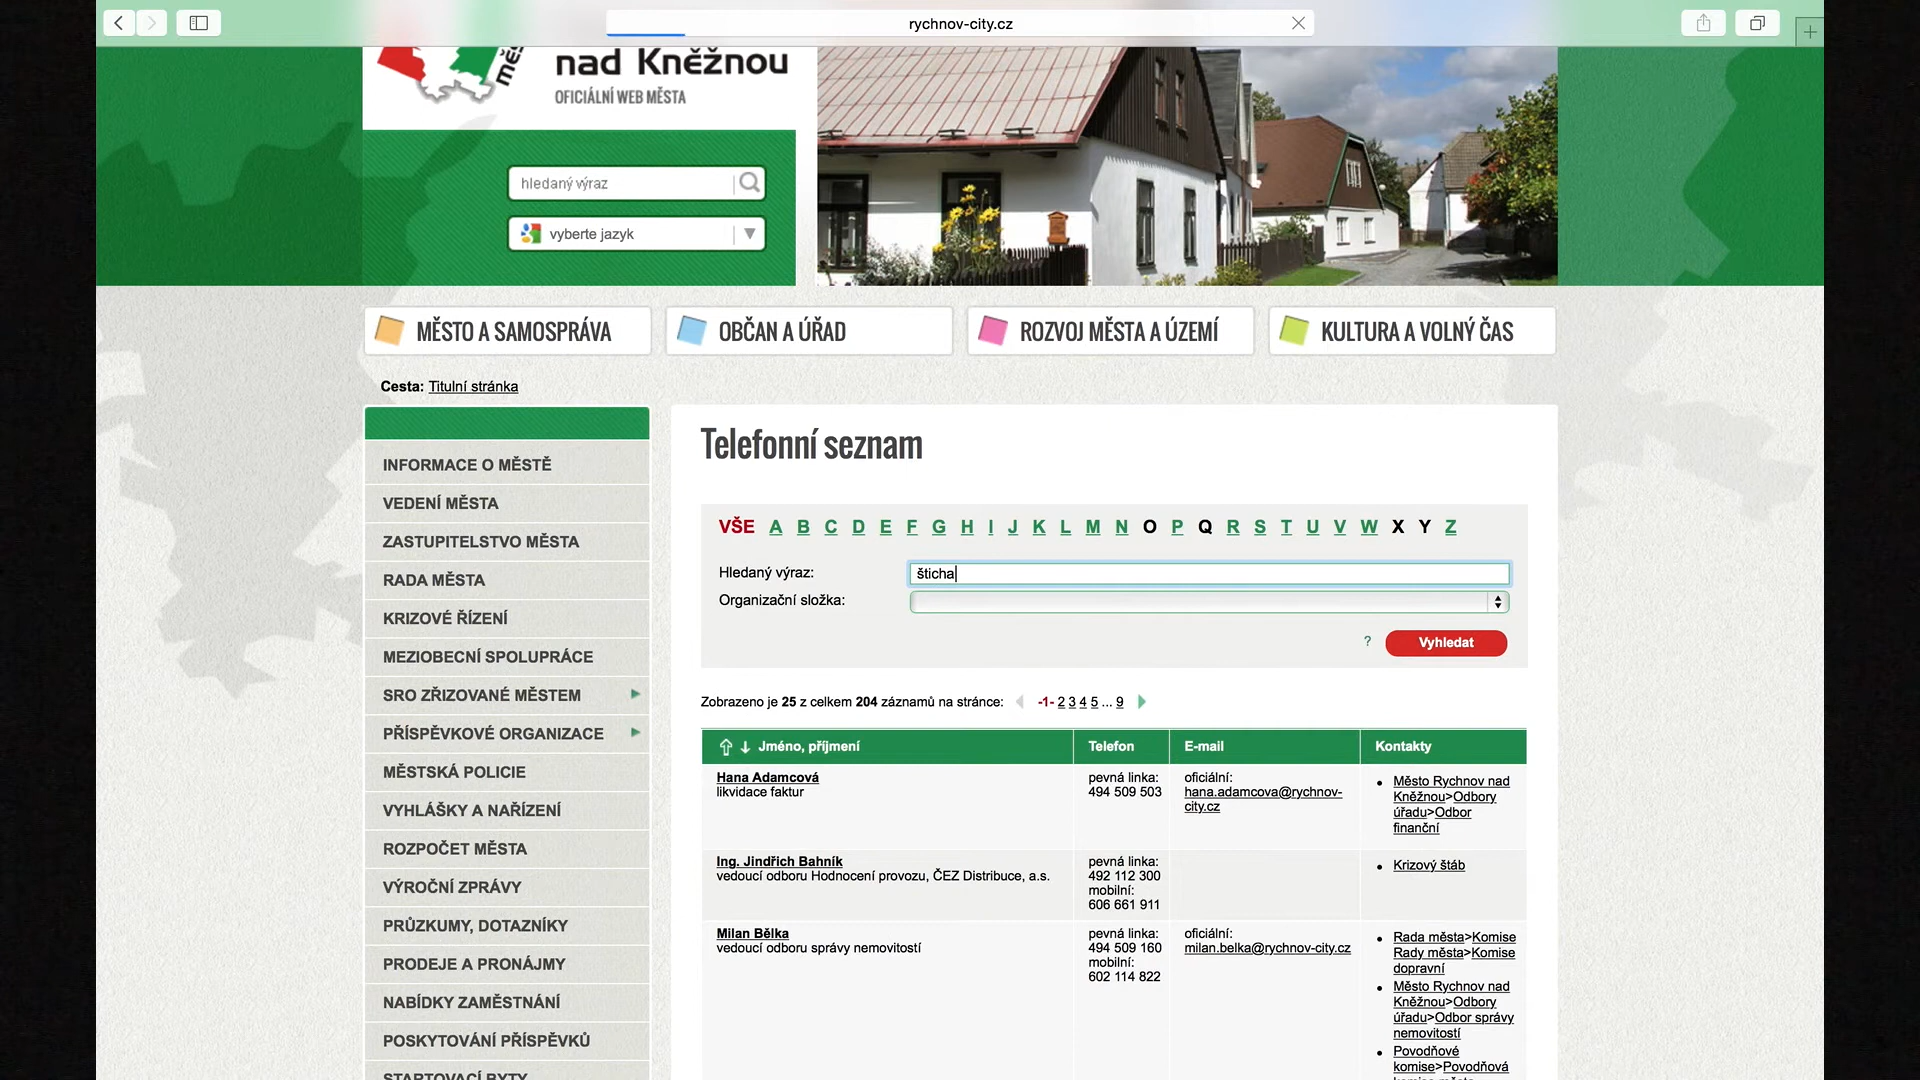 rychnov-city.cz
nad Kněžnou
OFICIÁLNÍ WEB MĚSTA
hledaný výraz
vyberte jazyk
MĚSTO A SAMOSPRÁVA
OBČAN A ÚŘAD
ROZVOJ MĚSTA A ÚZEMÍ
KULTURA A VOLNÝ ČAS
Cesta: Titulní stránka
INFORMACE O MĚSTĚ
VEDENÍ MĚSTA
ZASTUPITELSTVO MĚSTA
RADA MĚSTA
KRIZOVÉ ŘÍZENÍ
MEZIOBECNÍ SPOLUPRÁCE
SRO ZŘIZOVANÉ MĚSTEM
PŘÍSPĚVKOVÉ ORGANIZACE
MĚSTSKÁ POLICIE
VYHLÁŠKY A NAŘÍZENÍ
ROZPOČET MĚSTA
VÝROČNÍ ZPRÁVY
PRŮZKUMY, DOTAZNÍKY
PRODEJE A PRONÁJMY
NABÍDKY ZAMĚSTNÁNÍ
POSKYTOVÁNÍ PŘÍSPĚVKŮ
STARTOVACÍ BYTY
Telefonní seznam
VŠE A B C D E F G H I J K L M N O P Q R S T U V W X Y Z
Hledaný výraz: šticha
Organizační složka:
? Vyhledat
Zobrazeno je 25 z celkem 204 záznamů na stránce: -1- 2 3 4 5 ... 9
Jméno, příjmení Telefon E-mail Kontakty
Hana Adamcová
likvidace faktur
pevná linka:
494 509 503
oficiální:
hana.adamcova@rychnov-
city.cz
Město Rychnov nad
Kněžnou>Odbory
úřadu>Odbor
finanční
Ing. Jindřich Bahník
vedoucí odboru Hodnocení provozu, ČEZ Distribuce, a.s.
pevná linka:
492 112 300
mobilní:
606 661 911
Krizový štáb
Milan Bělka
vedoucí odboru správy nemovitostí
pevná linka:
494 509 160
mobilní:
602 114 822
oficiální:
milan.belka@rychnov-city.cz
Rada města>Komise
Rady města>Komise
dopravní
Město Rychnov nad
Kněžnou>Odbory
úřadu>Odbor správy
nemovitostí
Povodňové
komise>Povodňová